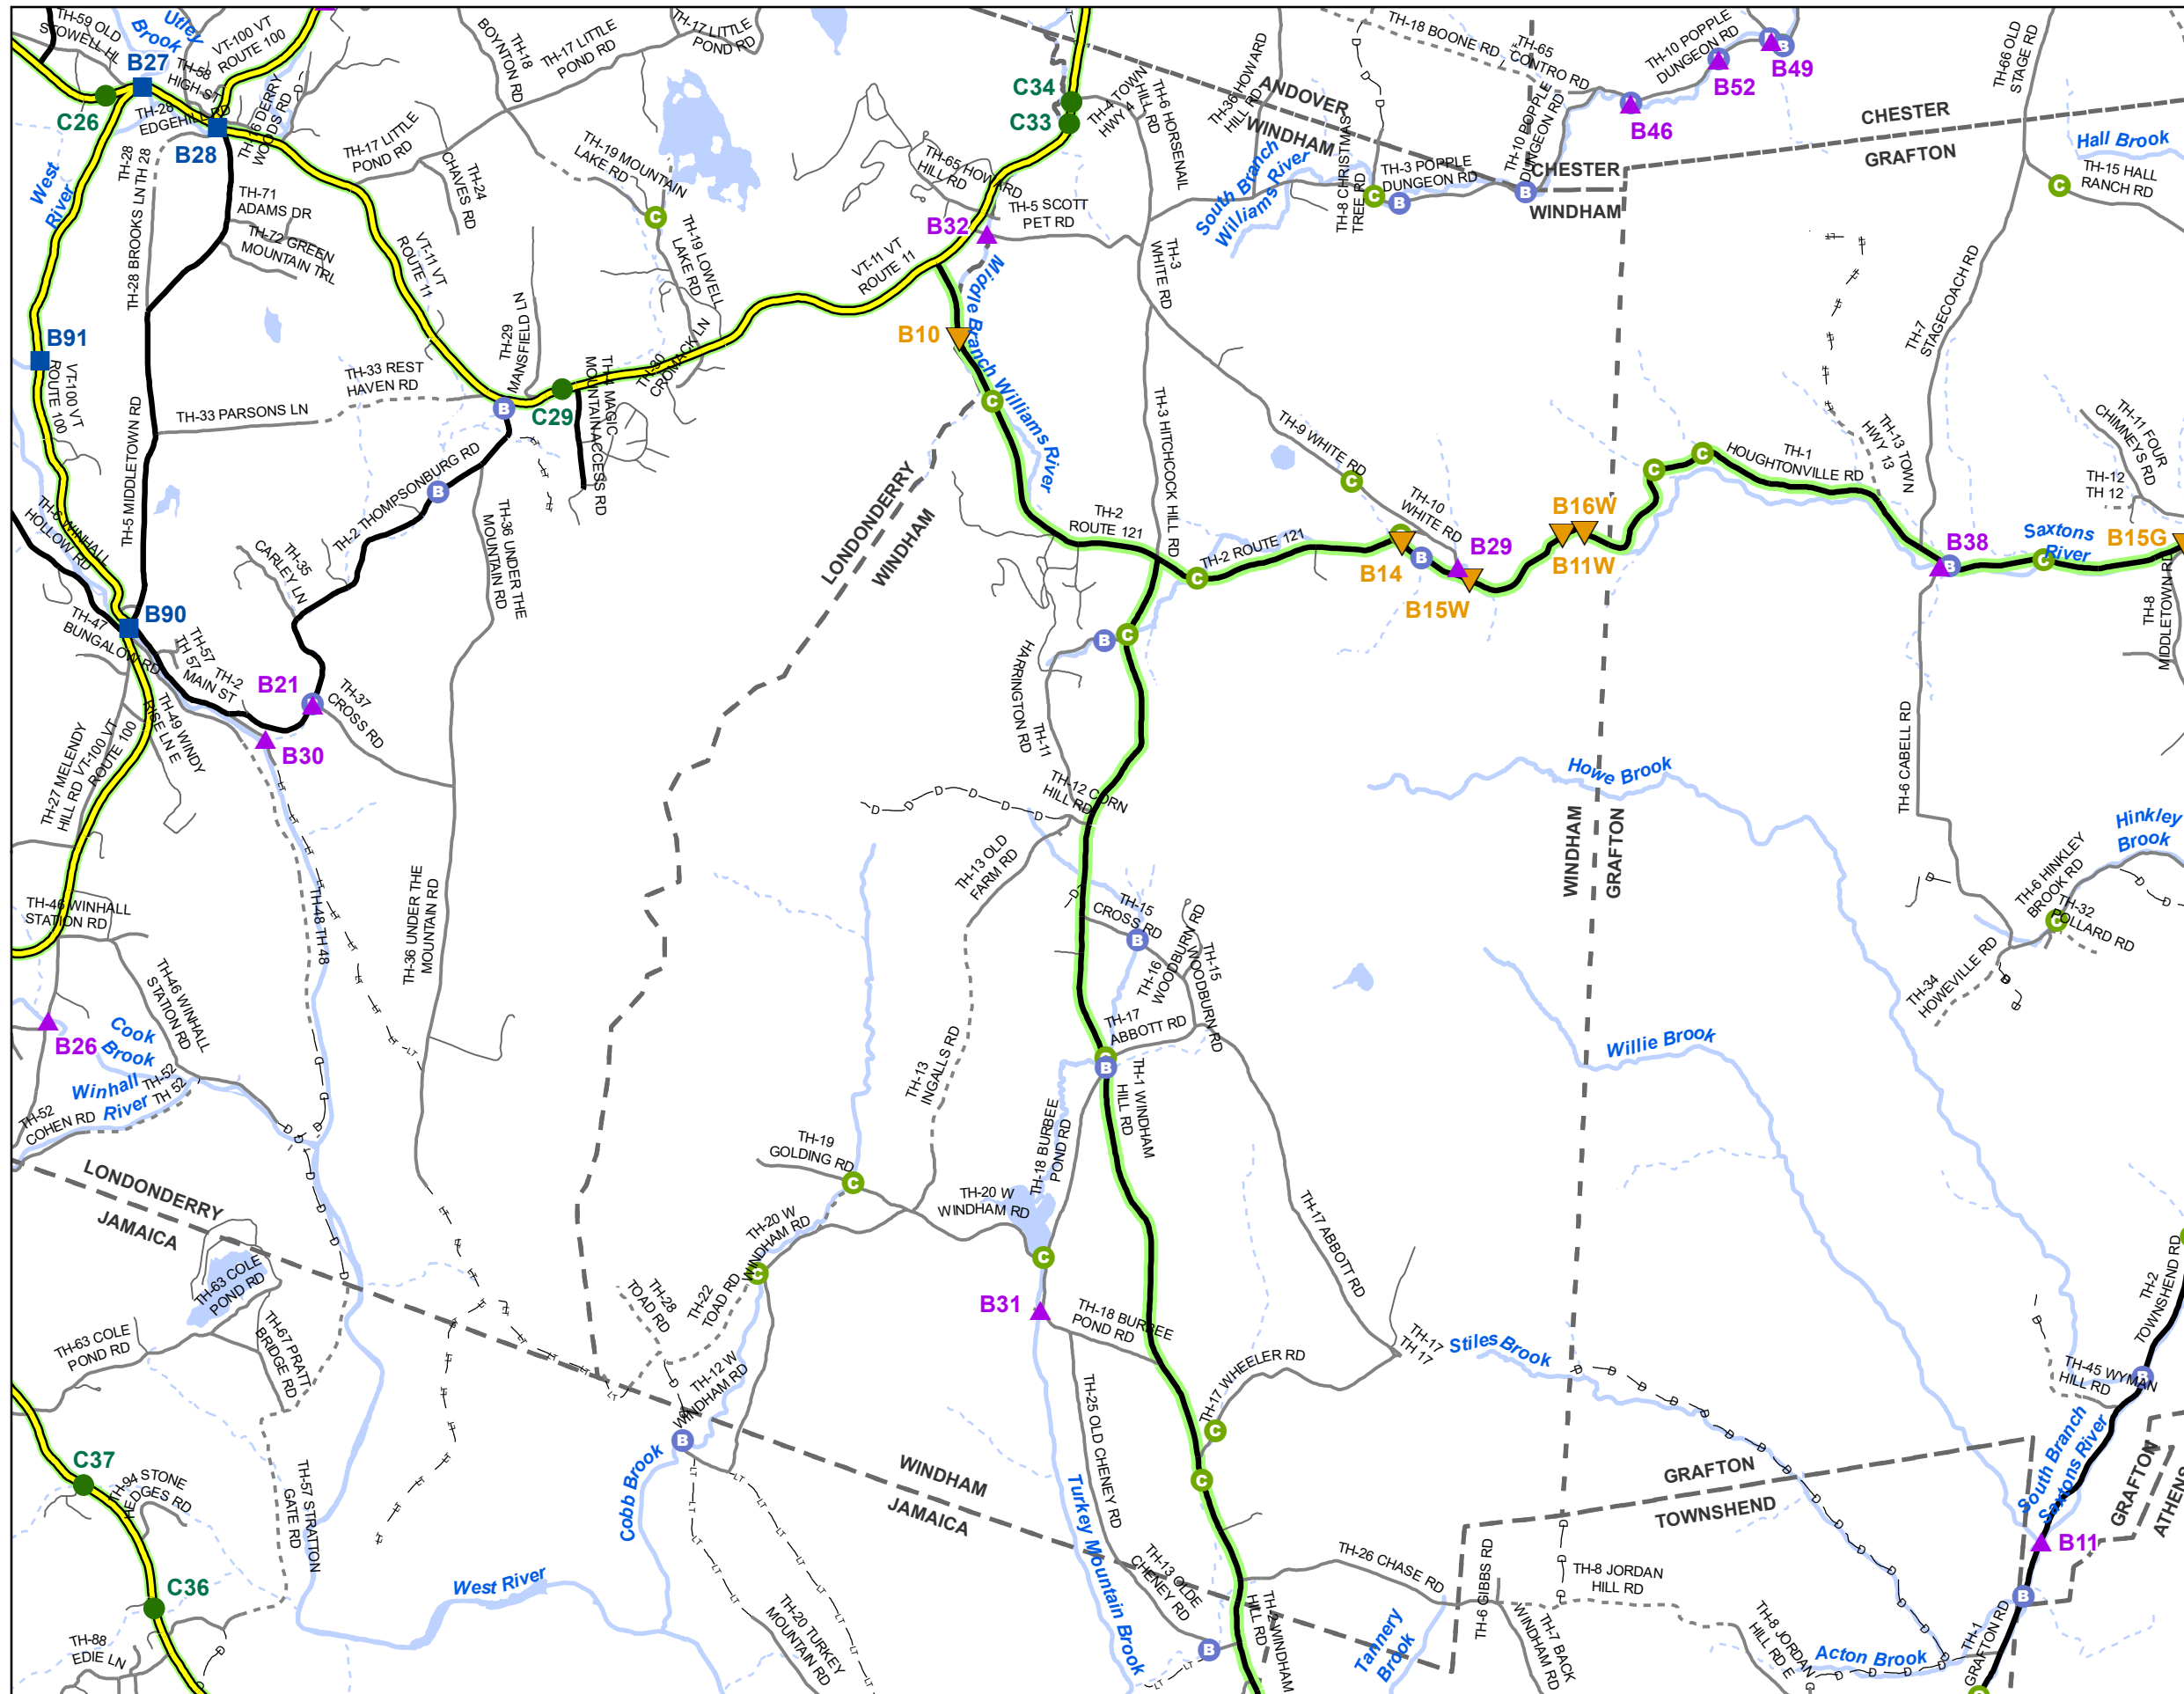 TH-59 OLD
STOWELL HL
Utley
Brook
VT-100 VT
ROUTE 100
B27
TH-58
HIGH ST
C26
TH-26
EDGEHILL RD
B28
TH-16 DERRY
WOODS RD
TH-18
BOYNTON RD
TH-17 LITTLE
POND RD
TH-17 LITTLE
POND RD
TH-17 LITTLE
POND RD
TH-24
CHAVES RD
TH-19 MOUNTAIN
LAKE RD
TH-19 LOWELL
LAKE RD
West
River
TH-28
TH-28 BROOKS LN TH 28
TH-71
ADAMS DR
TH-72 GREEN
MOUNTAIN TRL
VT-11 VT
ROUTE 11
B91
VT-100 VT
ROUTE 100
TH-33 REST
HAVEN RD
TH-33 PARSONS LN
TH-29
MANSFIELD LN
C29
TH-4 MAGIC
MOUNTAIN ACCESS RD
TH-30
CROMACK LN
VT-11 VT
ROUTE 11
C34
C33
TH-4 TOWN
HWY 4
TH-6 HORSENAIL
HILL RD
TH-65 HOWARD
HILL RD
TH-5 SCOTT
PET RD
B32
Middle Branch Williams River
B10
TH-36 HOWARD
HILL RD
ANDOVER
WINDHAM
South Branch
Williams River
TH-8 CHRISTMAS
TREE RD
TH-3 POPPLE
DUNGEON RD
TH-18 BOONE RD
TH-65
CONTRO RD
TH-10 POPPLE
DUNGEON RD
TH-10 POPPLE
DUNGEON RD
B52
B49
B46
CHESTER
WINDHAM
CHESTER
GRAFTON
TH-66 OLD
STAGE RD
Hall Brook
TH-15 HALL
RANCH RD
TH-3
WHITE RD
TH-7
STAGECOACH RD
TH-5 MIDDLETOWN RD
TH-6 WINHALL
HOLLOW RD
TH-2 THOMPSONBURG RD
TH-35
CARLEY LN
TH-36 UNDER THE
MOUNTAIN RD
LONDONDERRY
WINDHAM
TH-2
ROUTE 121
TH-3 HITCHCOCK HILL RD
TH-2 ROUTE 121
TH-9 WHITE RD
TH-10
WHITE RD
B14
B29
B15W
B16W
B11W
TH-1
HOUGHTONVILLE RD
TH-13 TOWN
HWY 13
TH-11 FOUR
CHIMNEYS RD
TH-12
TH 12
B38
Saxtons
River
B15G
TH-8
MIDDLETOWN RD
B90
TH-47
BUNGALOW RD
TH-57
TH 57
TH-2
MAIN ST
B21
TH-37
CROSS RD
B30
TH-49 WINDY
RISE LN E
TH-27 MELENDY
HILL RD
VT-100 VT
ROUTE 100
HARRINGTON RD
TH-11
TH-12 CORN
HILL RD
TH-13 OLD
FARM RD
Howe Brook
WINDHAM
GRAFTON
TH-6 CABELL RD
Hinkley
Brook
TH-6 HINKLEY
BROOK RD
TH-32
POLLARD RD
TH-34
HOWEVILLE RD
TH-46 WINHALL
STATION RD
TH-46 WINHALL
STATION RD
TH-48 TH 48
TH-36 UNDER THE
MOUNTAIN RD
B26
Cook
Brook
Winhall
River
TH-52
TH 52
TH-52
COHEN RD
TH-15
CROSS RD
TH-16
WOODBURN RD
TH-15
WOODBURN RD
TH-17
ABBOTT RD
TH-13
INGALLS RD
TH-1 WINDHAM
HILL RD
TH-18 BURBEE
POND RD
Willie Brook
LONDONDERRY
JAMAICA
TH-19
GOLDING RD
TH-20 W
WINDHAM RD
TH-20 W
WINDHAM RD
TH-63 COLE
POND RD
TH-63 COLE
POND RD
TH-67 PRATT
BRIDGE RD
TH-28
TOAD RD
TH-22
TOAD RD
TH-12 W
WINDHAM RD
B31
TH-18 BURBEE
POND RD
TH-17 ABBOTT RD
TH-17
TH 17
TH-17 WHEELER RD
Stiles Brook
TH-2
TOWNSHEND RD
TH-45 WYMAN
HILL RD
South Branch
Saxtons River
GRAFTON
ATHENS
C37
TH-94 STONE
HEDGES RD
TH-57 STRATTON
GATE RD
C36
TH-88
EDIE LN
West River
Cobb Brook
TH-20 TURKEY
MOUNTAIN RD
WINDHAM
JAMAICA
TH-25 OLD CHENEY RD
Turkey Mountain Brook
TH-13 OLDE
CHENEY RD
TH-2 WINDHAM
HILL RD
TH-26 CHASE RD
Tannery
Brook
TH-6 GIBBS RD
TH-7 BACK
WINDHAM RD
GRAFTON
TOWNSHEND
TH-8 JORDAN
HILL RD
TH-8 JORDAN
HILL RD E
Acton Brook
TH-1
GRAFTON RD
B11